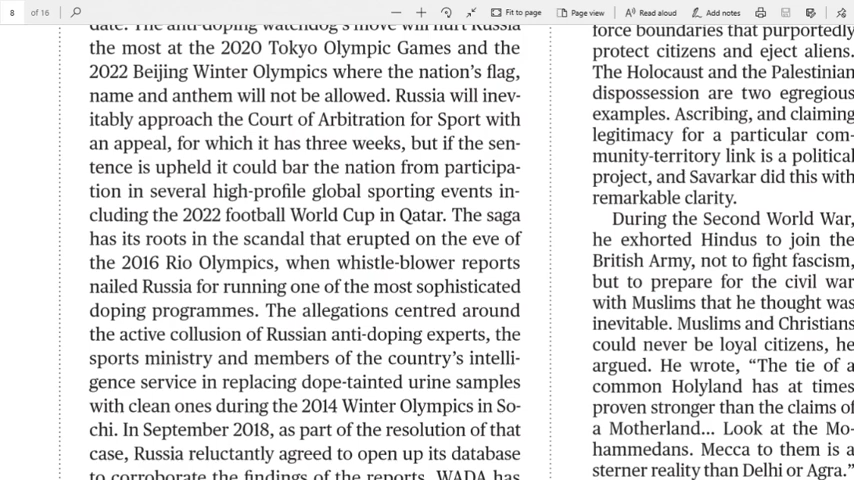 8 of 16 Fit to page Page view Read aloud Add notes
date. The anti-doping watchdog's move will hurt Russia
the most at the 2020 Tokyo Olympic Games and the
2022 Beijing Winter Olympics where the nation's flag,
name and anthem will not be allowed. Russia will inev-
itably approach the Court of Arbitration for Sport with
an appeal, for which it has three weeks, but if the sen-
tence is upheld it could bar the nation from participa-
tion in several high-profile global sporting events in-
cluding the 2022 football World Cup in Qatar. The saga
has its roots in the scandal that erupted on the eve of
the 2016 Rio Olympics, when whistle-blower reports
nailed Russia for running one of the most sophisticated
doping programmes. The allegations centred around
the active collusion of Russian anti-doping experts, the
sports ministry and members of the country's intelli-
gence service in replacing dope-tainted urine samples
with clean ones during the 2014 Winter Olympics in So-
chi. In September 2018, as part of the resolution of that
case, Russia reluctantly agreed to open up its database
to corroborate the findings of the reports. WADA has
force boundaries that purportedly
protect citizens and eject aliens.
The Holocaust and the Palestinian
dispossession are two egregious
examples. Ascribing, and claiming
legitimacy for a particular com-
munity-territory link is a political
project, and Savarkar did this with
remarkable clarity.
During the Second World War,
he exhorted Hindus to join the
British Army, not to fight fascism,
but to prepare for the civil war
with Muslims that he thought was
inevitable. Muslims and Christians
could never be loyal citizens, he
argued. He wrote, "The tie of a
common Holyland has at times
proven stronger than the claims of
a Motherland... Look at the Mo-
hammedans. Mecca to them is a
sterner reality than Delhi or Agra."